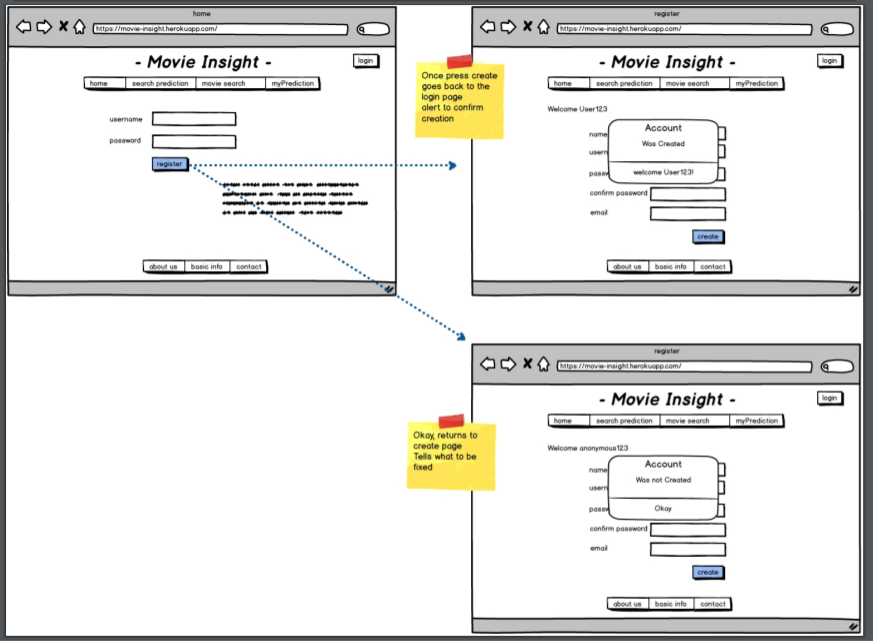 home
https://movie-insight.herokuapp.com/
- Movie Insight -
login
home search prediction movie search myPrediction
username
password
register
about us basic info contact
Once press create
goes back to the
login page
alert to confirm
creation
register
https://movie-insight.herokuapp.com/
- Movie Insight -
login
home search prediction movie search myPrediction
Welcome User123
Account
name
Was Created
usern
passw welcome User123!
confirm password
email
create
about us basic info contact
Okay, returns to
create page
Tells what to be
fixed
register
https://movie-insight.herokuapp.com/
- Movie Insight -
login
home search prediction movie search myPrediction
Welcome anonymous123
Account
name
Was not Created
usern
passw Okay
confirm password
email
create
about us basic info contact